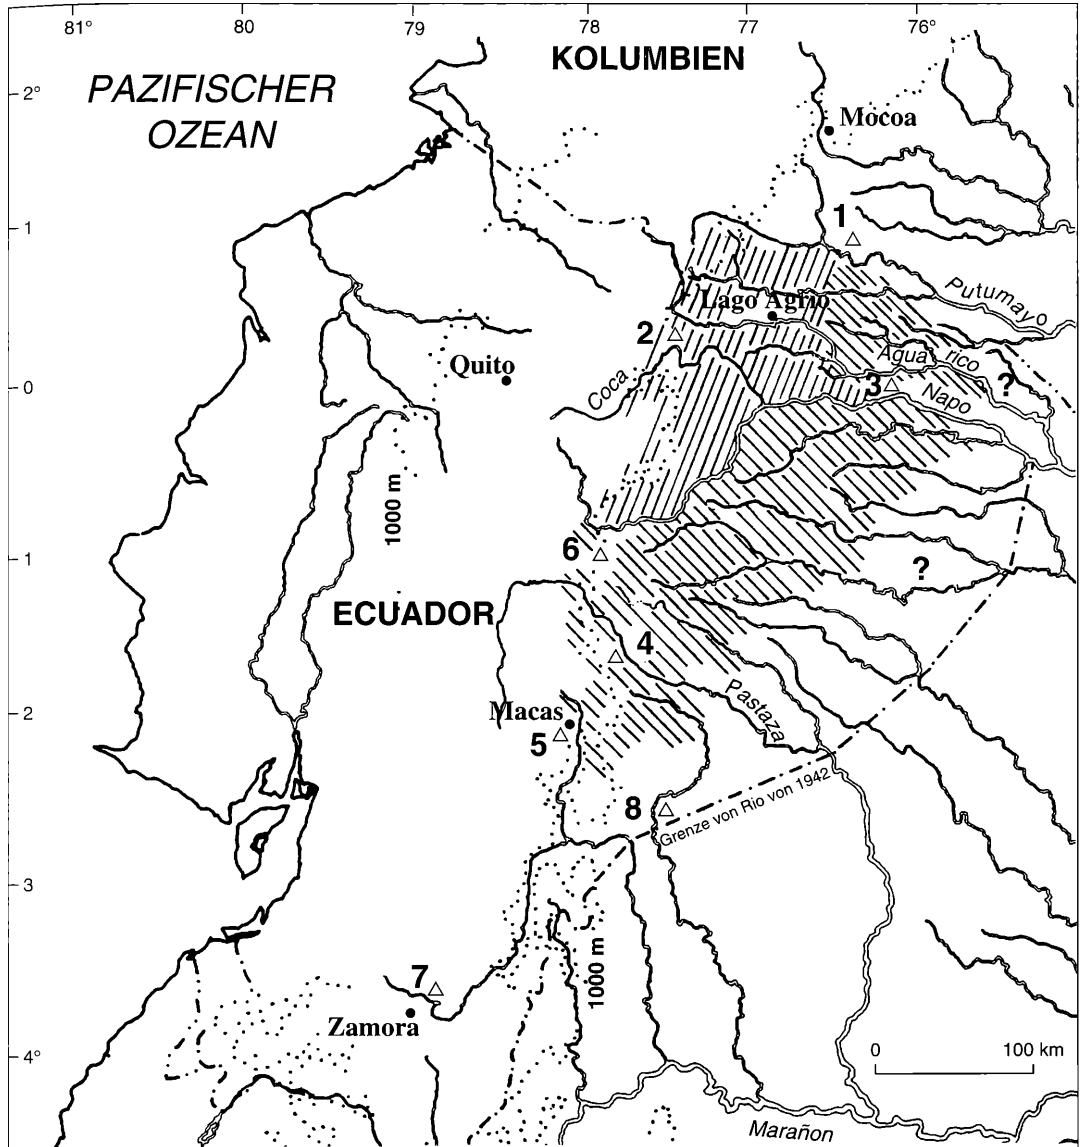 81° 80 79 78 77 76°
KOLUMBIEN
PAZIFISCHER
OZEAN
2°
Mocoa
1
1
Putumayo
Lago Agrio
2
Agua rico
Quito
Coca
3
?
0
Napo
1000 m
6
1
?
ECUADOR
4
Pastaza
2
Macas
5
8
Grenze von Rio von 1942
3
1000 m
7
Zamora
0 100 km
4°
Marañon